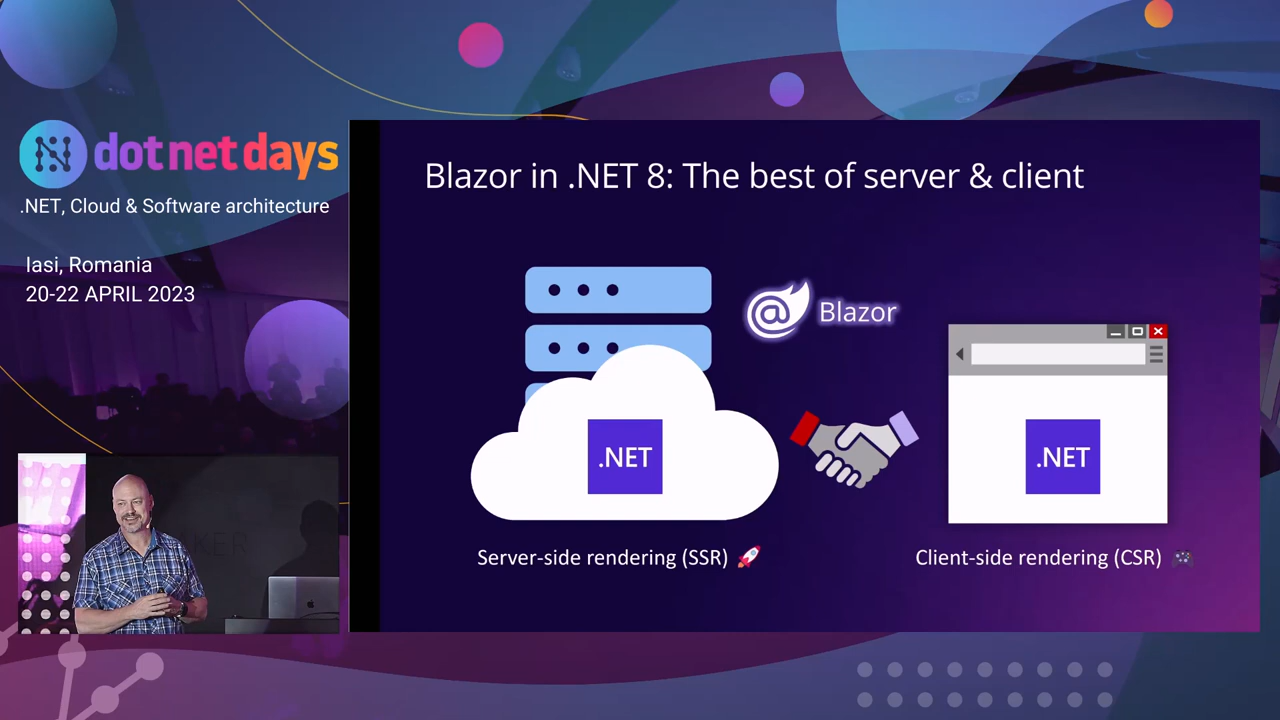 dotnetdays
.NET, Cloud & Software architecture
Iasi, Romania
20-22 APRIL 2023
Blazor in .NET 8: The best of server & client
@ Blazor
.NET
.NET
Server-side rendering (SSR)
Client-side rendering (CSR)